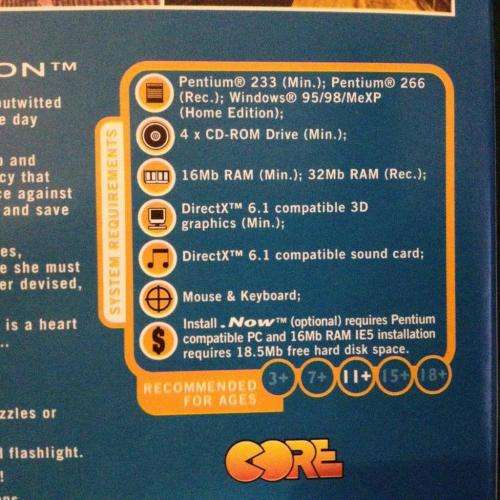 ON™
outwitted
e day
and
cy that
ce against
and save
es,
e she must
er devised,
is a heart
..
zzles or
l flashlight.
!
SYSTEM REQUIREMENTS
Pentium® 233 (Min.); Pentium® 266
(Rec.); Windows® 95/98/MeXP
(Home Edition);
4 x CD-ROM Drive (Min.);
16Mb RAM (Min.); 32Mb RAM (Rec.);
DirectX™ 6.1 compatible 3D
graphics (Min.);
DirectX™ 6.1 compatible sound card;
Mouse & Keyboard;
$
Install .Now™ (optional) requires Pentium
compatible PC and 16Mb RAM IE5 installation
requires 18.5Mb free hard disk space.
RECOMMENDED
FOR AGES
3+ 7+ 11+ 15+ 18+
CORE